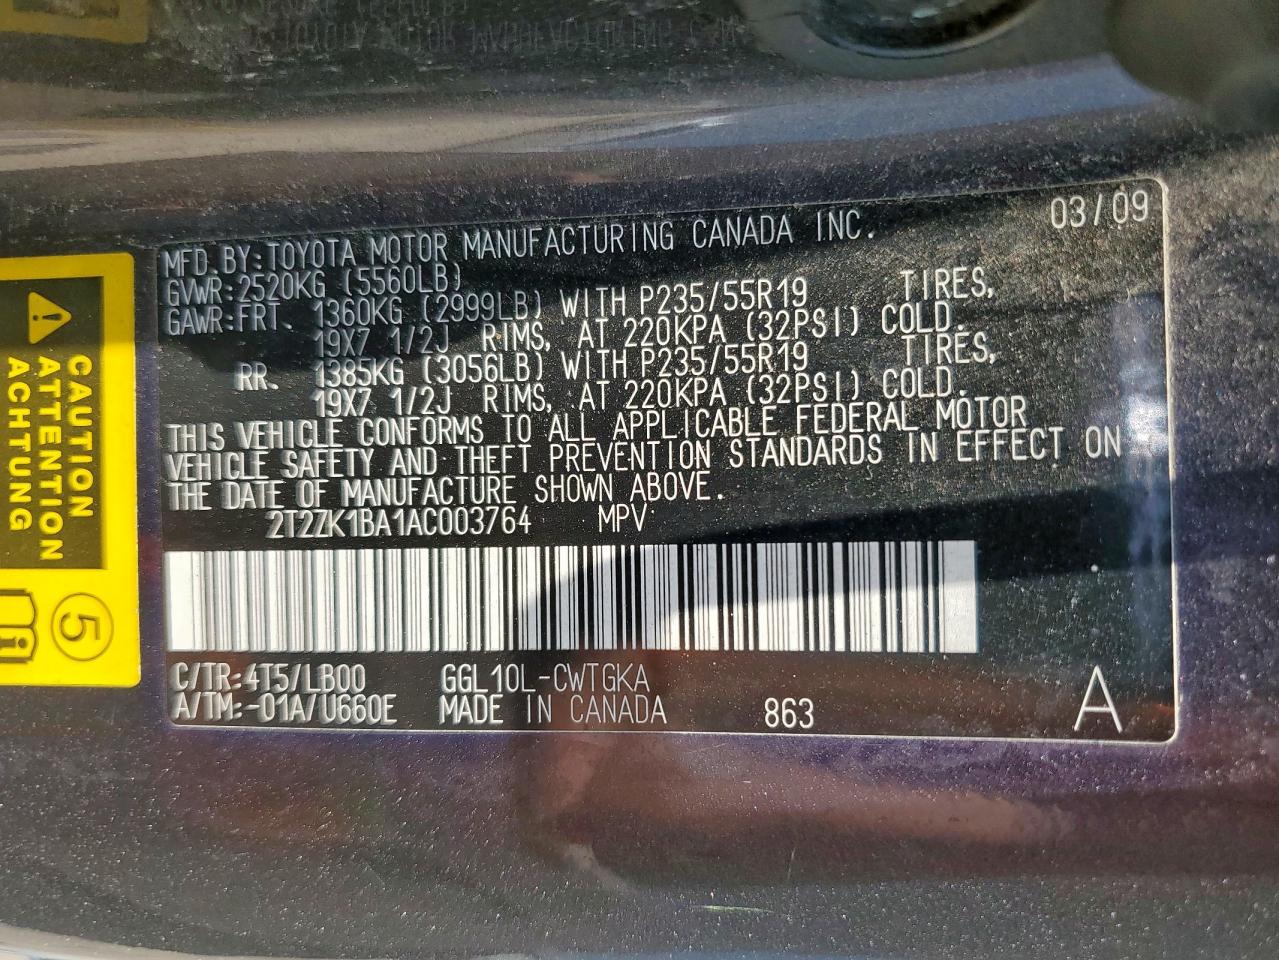 MFD.BY:TOYOTA MOTOR MANUFACTURING CANADA INC. 03/09
GVWR:2520KG (5560LB)
GAWR:FRT. 1360KG (2999LB) WITH P235/55R19 TIRES,
19X7 1/2J RIMS, AT 220KPA (32PSI) COLD.
RR. 1385KG (3056LB) WITH P235/55R19 TIRES,
19X7 1/2J RIMS, AT 220KPA (32PSI) COLD.
THIS VEHICLE CONFORMS TO ALL APPLICABLE FEDERAL MOTOR
VEHICLE SAFETY AND THEFT PREVENTION STANDARDS IN EFFECT ON
THE DATE OF MANUFACTURE SHOWN ABOVE.
2T2ZK1BA1AC003764 MPV
C/TR:4T5/LB00 GGL10L-CWTGKA
A/TM:-01A/U660E MADE IN CANADA 863 A
CAUTION
ATTENTION
ACHTUNG
5